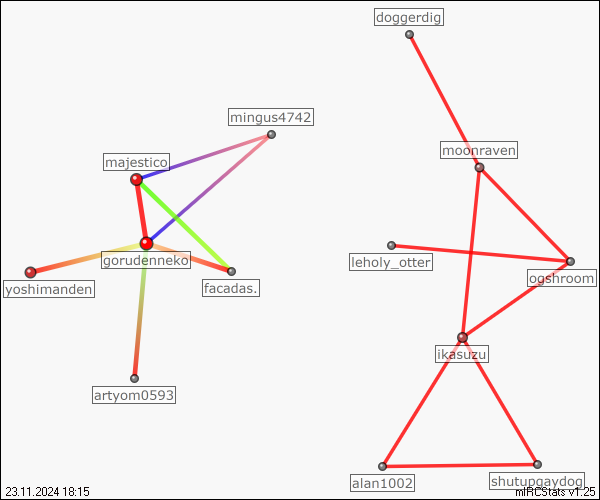 doggerdig
mingus4742
moonraven
majestico
gorudenneko
leholy_otter
ogshroom
yoshimanden
facadas.
ikasuzu
artyom0593
alan1002
shutupgaydog
23.11.2024 18:15
mIRCStats v1.25